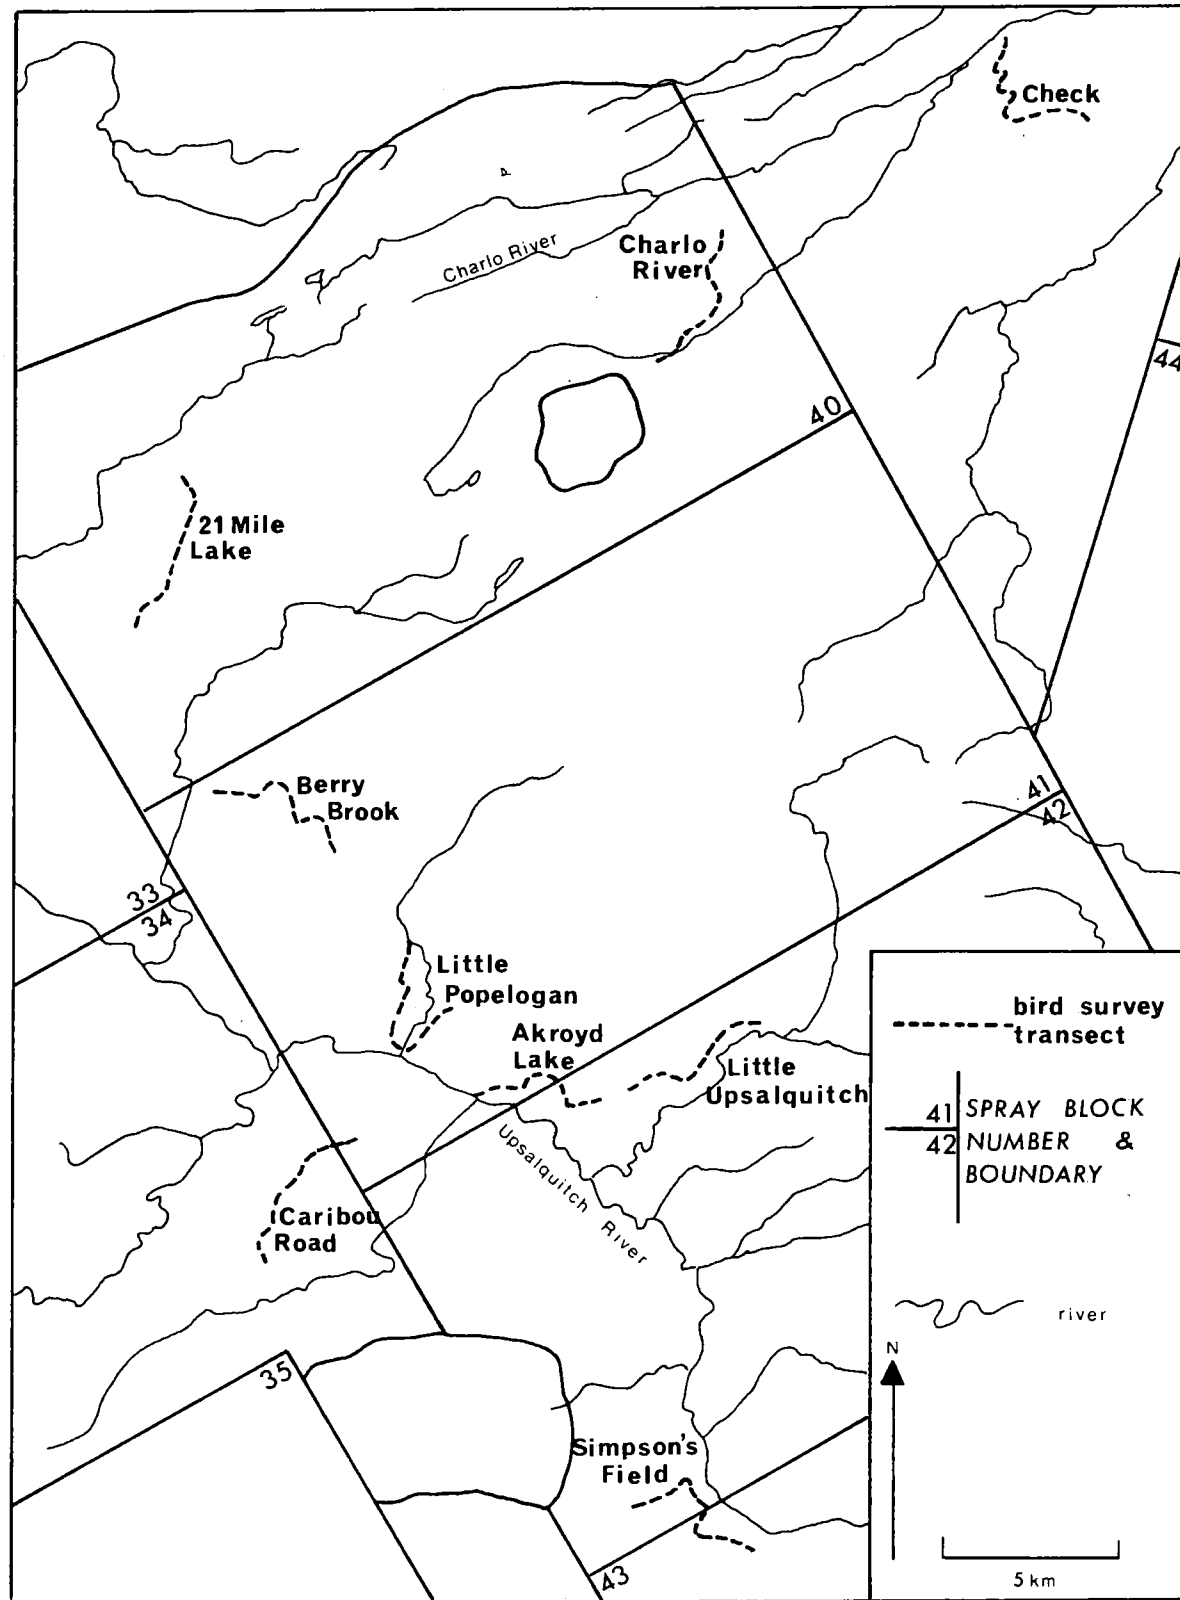 Check
Charlo
River
Charlo River
44
40
21 Mile
Lake
Berry
Brook
41
42
33
34
Little
Popelogan
Akroyd
Lake
Little
Upsalquitch
Upsalquitch River
Caribou
Road
35
Simpson's
Field
43
bird survey
transect
41 SPRAY BLOCK
42 NUMBER &
BOUNDARY
river
N
5 km